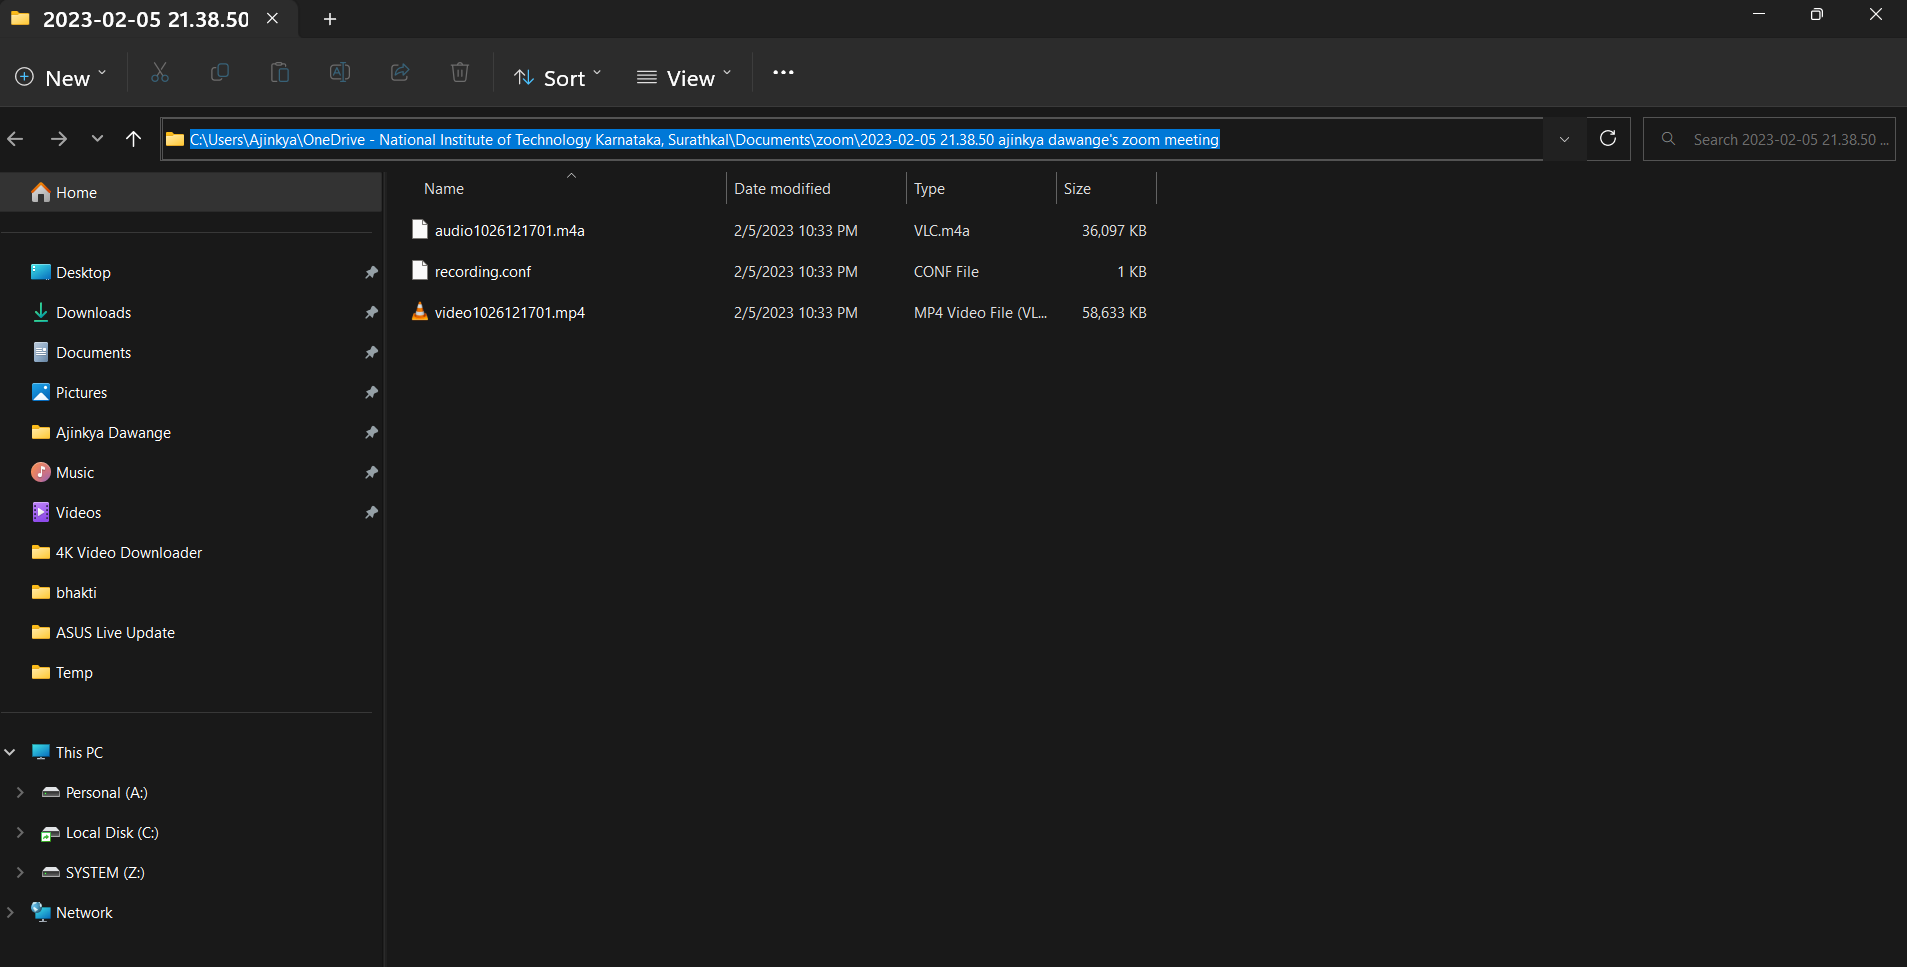 2023-02-05 21.38.50
New
Sort
View
C:\Users\Ajinkya\OneDrive - National Institute of Technology Karnataka, Surathkal\Documents\zoom\2023-02-05 21.38.50 ajinkya dawange's zoom meeting
Search 2023-02-05 21.38.50 ...
Home
Desktop
Downloads
Documents
Pictures
Ajinkya Dawange
Music
Videos
4K Video Downloader
bhakti
ASUS Live Update
Temp
This PC
Personal (A:)
Local Disk (C:)
SYSTEM (Z:)
Network
Name Date modified Type Size
audio1026121701.m4a 2/5/2023 10:33 PM VLC.m4a 36,097 KB
recording.conf 2/5/2023 10:33 PM CONF File 1 KB
video1026121701.mp4 2/5/2023 10:33 PM MP4 Video File (VL... 58,633 KB